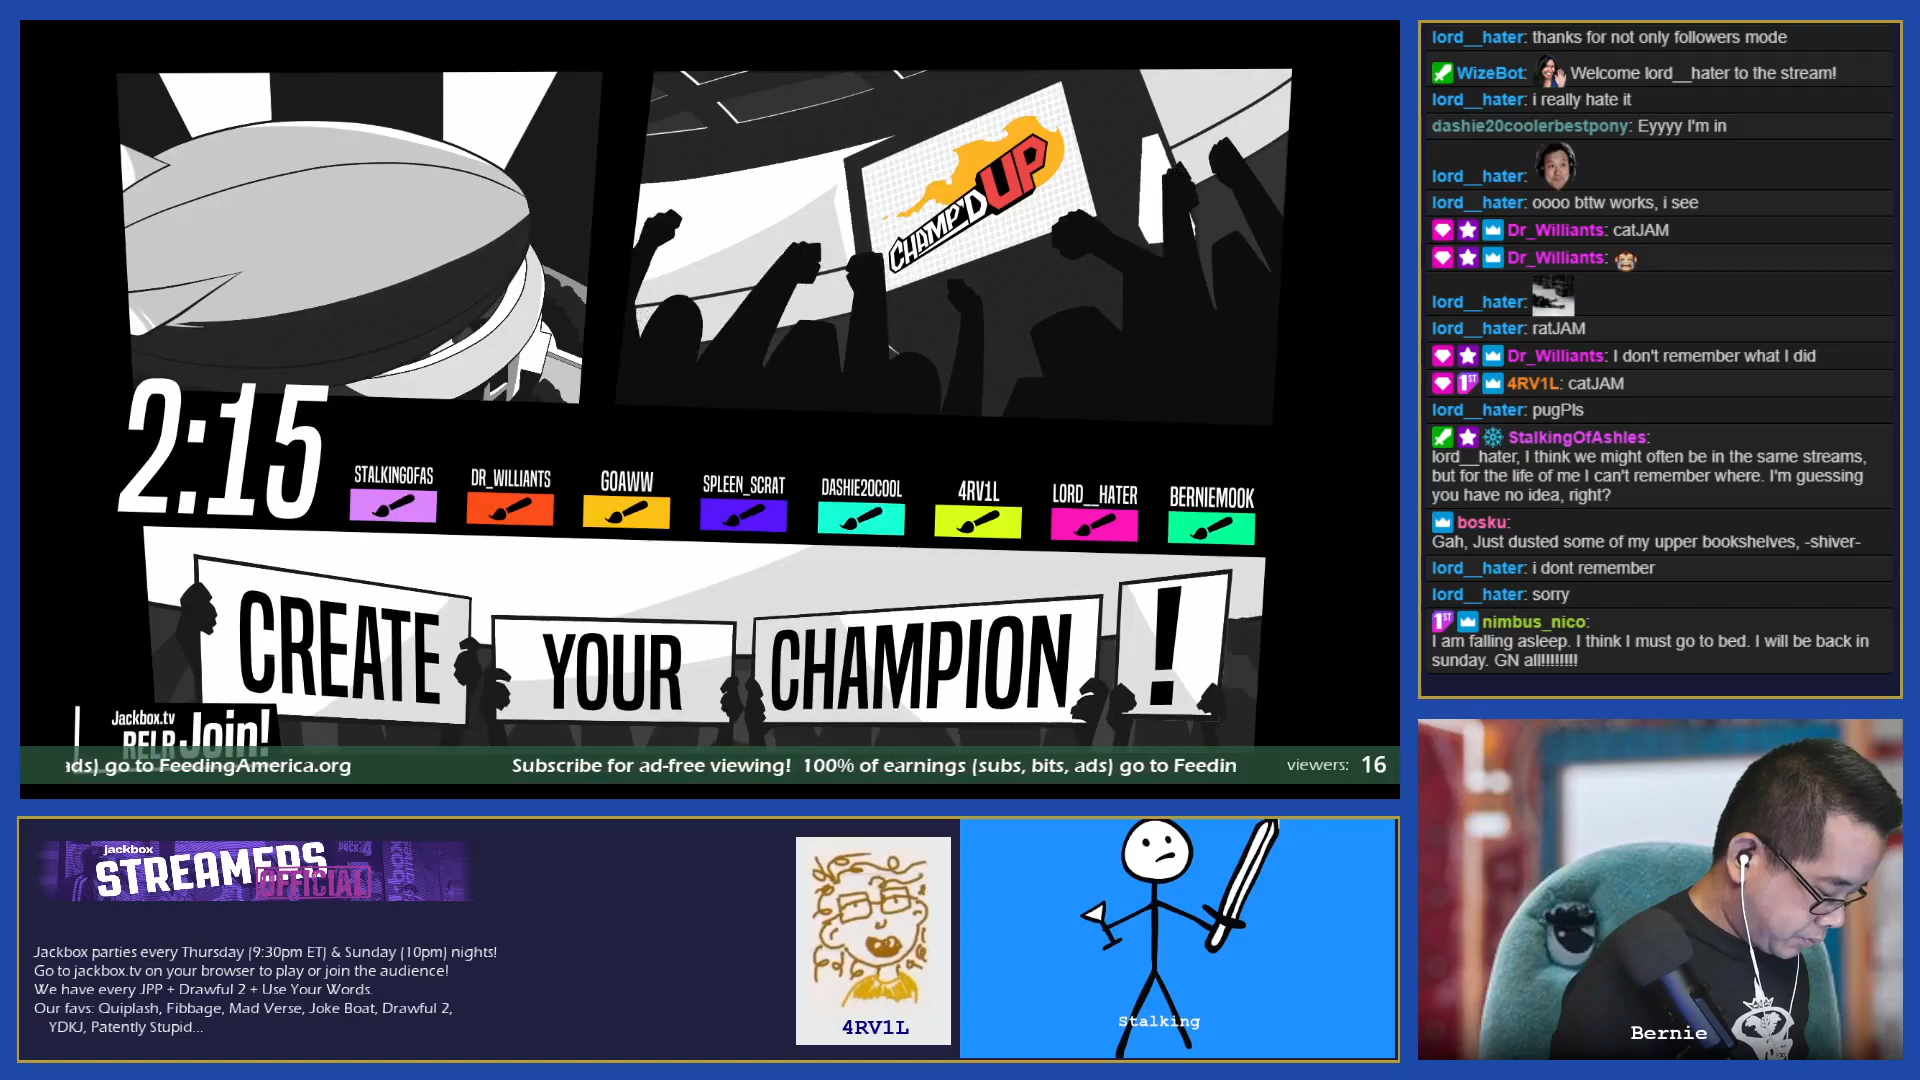 CHAMP'D UP
2:15
STALKINGOFAS
DR_WILLIANTS
GOAWW
SPLEEN_SCRAT
DASHIE20COOL
4RV1L
LORD__HATER
BERNIEMOOK
CREATE YOUR CHAMPION !
Jackbox.tv
RELR Join!
ds) go to FeedingAmerica.org
Subscribe for ad-free viewing! 100% of earnings (subs, bits, ads) go to Feedin
viewers: 16
jackbox
STREAMERS
OFFICIAL
Jackbox parties every Thursday (9:30pm ET) & Sunday (10pm) nights!
Go to jackbox.tv on your browser to play or join the audience!
We have every JPP + Drawful 2 + Use Your Words.
Our favs: Quiplash, Fibbage, Mad Verse, Joke Boat, Drawful 2,
YDKJ, Patently Stupid...
4RV1L
Stalking
lord__hater: thanks for not only followers mode
WizeBot: Welcome lord__hater to the stream!
lord__hater: i really hate it
dashie20coolerbestpony: Eyyyy I'm in
lord__hater:
lord__hater: oooo bttw works, i see
Dr_Williants: catJAM
Dr_Williants:
lord__hater:
lord__hater: ratJAM
Dr_Williants: I don't remember what I did
1ST 4RV1L: catJAM
lord__hater: pugPls
StalkingOfAshles:
lord__hater, I think we might often be in the same streams,
but for the life of me I can't remember where. I'm guessing
you have no idea, right?
bosku:
Gah, Just dusted some of my upper bookshelves, -shiver-
lord__hater: i dont remember
lord__hater: sorry
1ST nimbus_nico:
I am falling asleep. I think I must go to bed. I will be back in
sunday. GN all!!!!!!!!!
Bernie